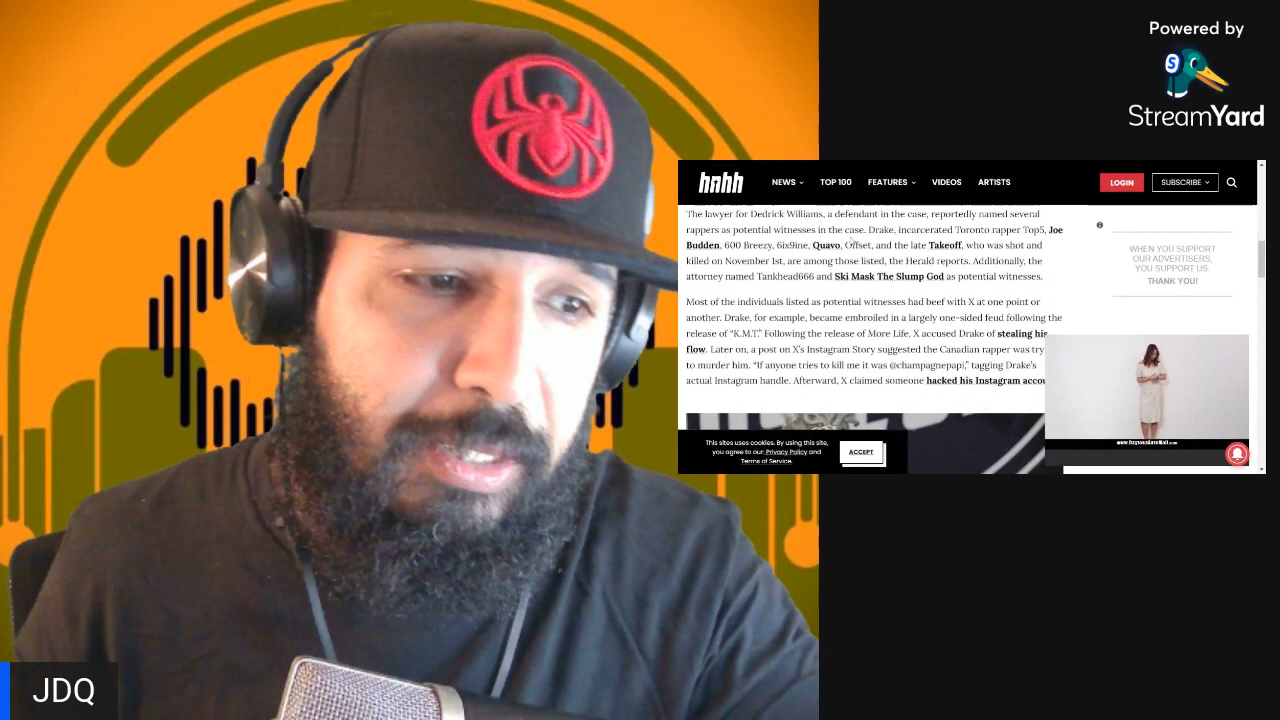 Powered by
StreamYard
hnhh
NEWS
TOP 100
FEATURES
VIDEOS
ARTISTS
LOGIN
SUBSCRIBE
The lawyer for Dedrick Williams, a defendant in the case, reportedly named several
rappers as potential witnesses in the case. Drake, incarcerated Toronto rapper Top5, Joe
Budden, 600 Breezy, 6ix9ine, Quavo, Offset, and the late Takeoff, who was shot and
killed on November 1st, are among those listed, the Herald reports. Additionally, the
attorney named Tankhead666 and Ski Mask The Slump God as potential witnesses.
Most of the individuals listed as potential witnesses had beef with X at one point or
another. Drake, for example, became embroiled in a largely one-sided feud following the
release of “K.M.T.” Following the release of More Life, X accused Drake of stealing his
flow. Later on, a post on X’s Instagram Story suggested the Canadian rapper was try
to murder him. “If anyone tries to kill me it was @champagnepapi,” tagging Drake’s
actual Instagram handle. Afterward, X claimed someone hacked his Instagram accou
WHEN YOU SUPPORT
OUR ADVERTISERS,
YOU SUPPORT US.
THANK YOU!
This sites uses cookies. By using this site,
you agree to our Privacy Policy and
Terms of Service.
ACCEPT
JDQ